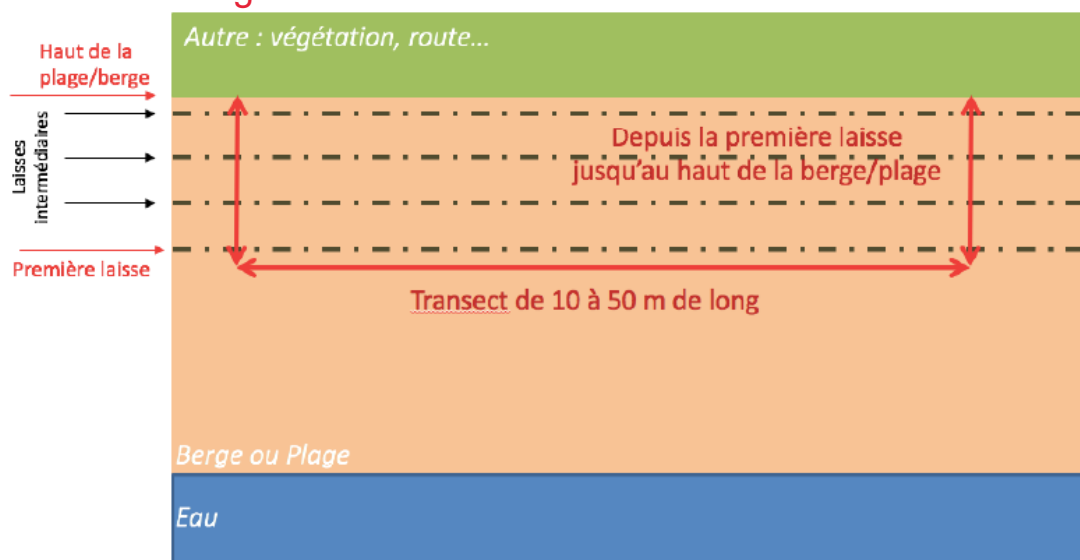 Autre : végétation, route...
Haut de la
plage/berge
Laisses
intermédiaires
Depuis la première laisse
jusqu'au haut de la berge/plage
Première laisse
Transect de 10 à 50 m de long
Berge ou Plage
Eau